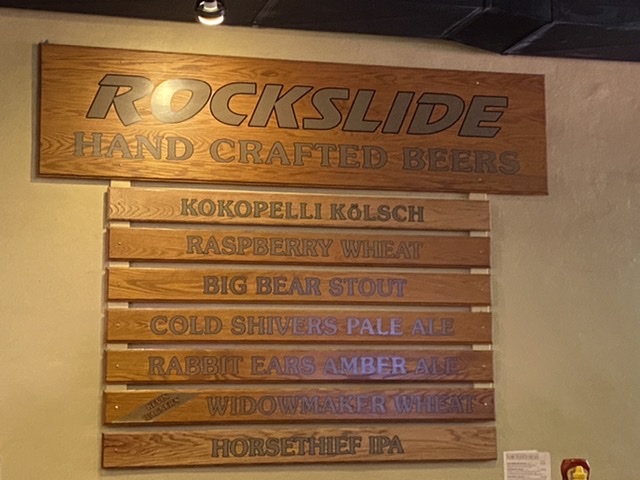 ROCKSLIDE
HAND CRAFTED BEERS
KOKOPELLI KöLSCH
RASPBERRY WHEAT
BIG BEAR STOUT
COLD SHIVERS PALE ALE
RABBIT EARS AMBER ALE
WIDOWMAKER WHEAT
HORSETHIEF IPA